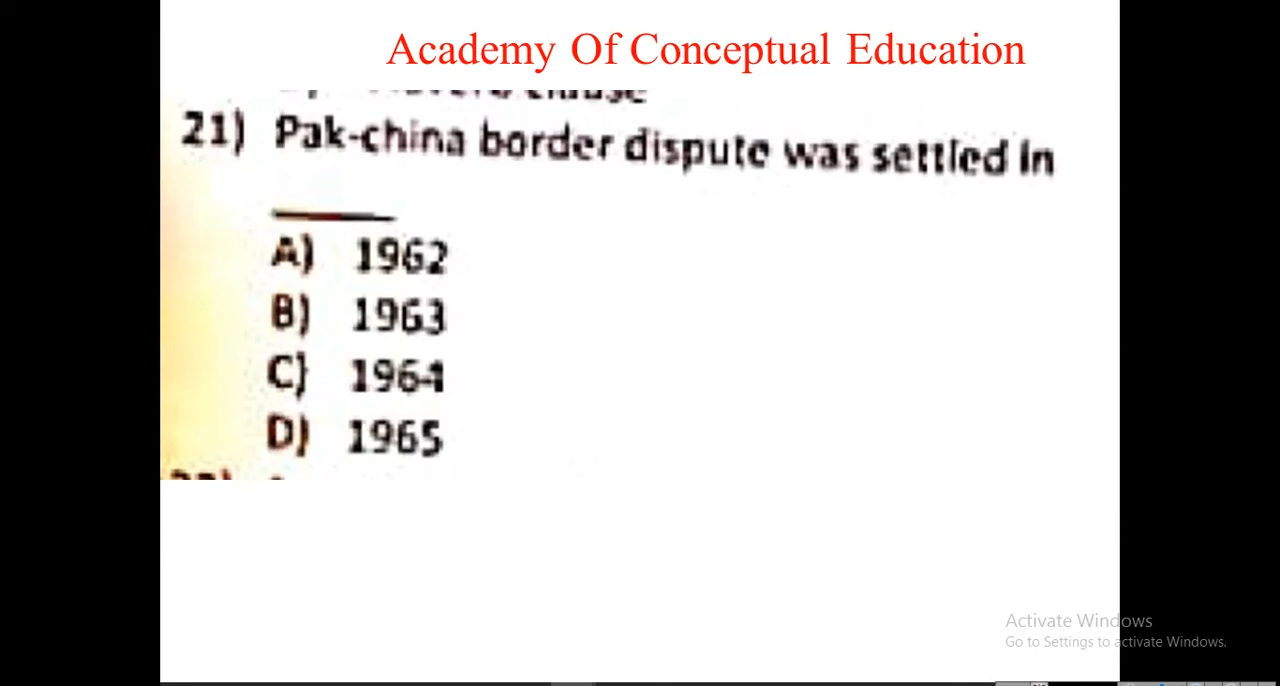 Academy Of Conceptual Education
clause
21) Pak-china border dispute was settled in
A) 1962
B) 1963
C) 1964
D) 1965
Activate Windows
Go to Settings to activate Windows.